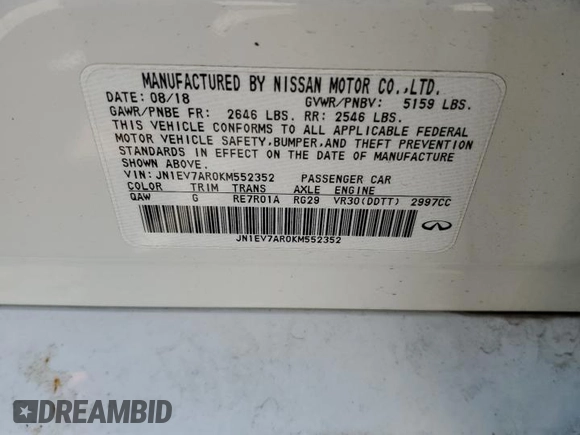 MANUFACTURED BY NISSAN MOTOR CO.,LTD.
DATE: 08/18 GVWR/PNBV: 5159 LBS.
GAWR/PNBE FR: 2646 LBS. RR: 2546 LBS.
THIS VEHICLE CONFORMS TO ALL APPLICABLE FEDERAL
MOTOR VEHICLE SAFETY,BUMPER,AND THEFT PREVENTION
STANDARDS IN EFFECT ON THE DATE OF MANUFACTURE
SHOWN ABOVE.
VIN: JN1EV7AR0KM552352 PASSENGER CAR
COLOR TRIM TRANS AXLE ENGINE
QAW G RE7R01A RG29 VR30(DDTT) 2997CC
JN1EV7AR0KM552352
INFINITI
DREAMBID